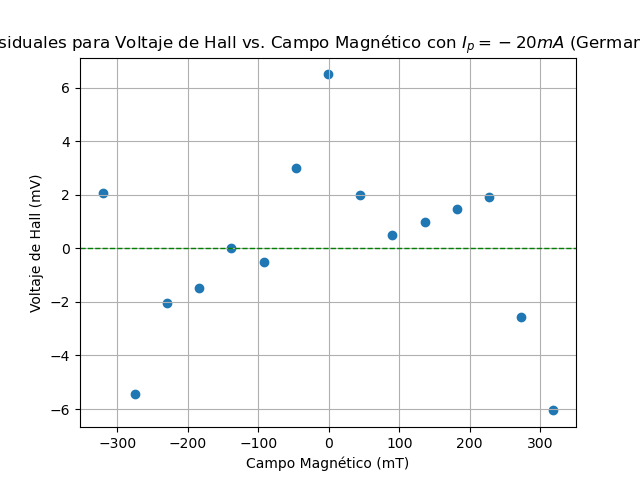 siduales para Voltaje de Hall vs. Campo Magnético con I_p = −20mA (German
6
4
2
0
−2
−4
−6
Voltaje de Hall (mV)
−300 −200 −100 0 100 200 300
Campo Magnético (mT)